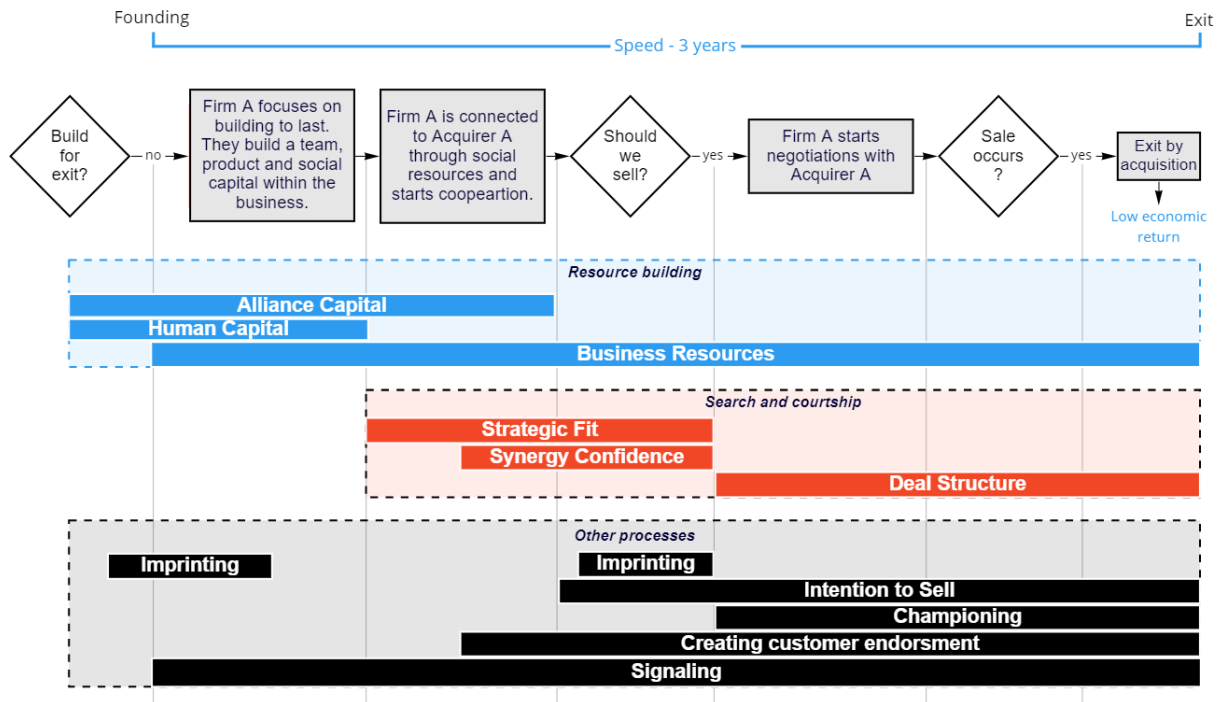 Founding
Exit
Speed - 3 years
Build
for
exit?
no
Firm A focuses on
building to last.
They build a team,
product and social
capital within the
business.
Firm A is connected
to Acquirer A
through social
resources and
starts coopeartion.
Should
we
sell?
yes
Firm A starts
negotiations with
Acquirer A
Sale
occurs
?
yes
Exit by
acquisition
Low economic
return
Resource building
Alliance Capital
Human Capital
Business Resources
Search and courtship
Strategic Fit
Synergy Confidence
Deal Structure
Other processes
Imprinting
Imprinting
Intention to Sell
Championing
Creating customer endorsment
Signaling